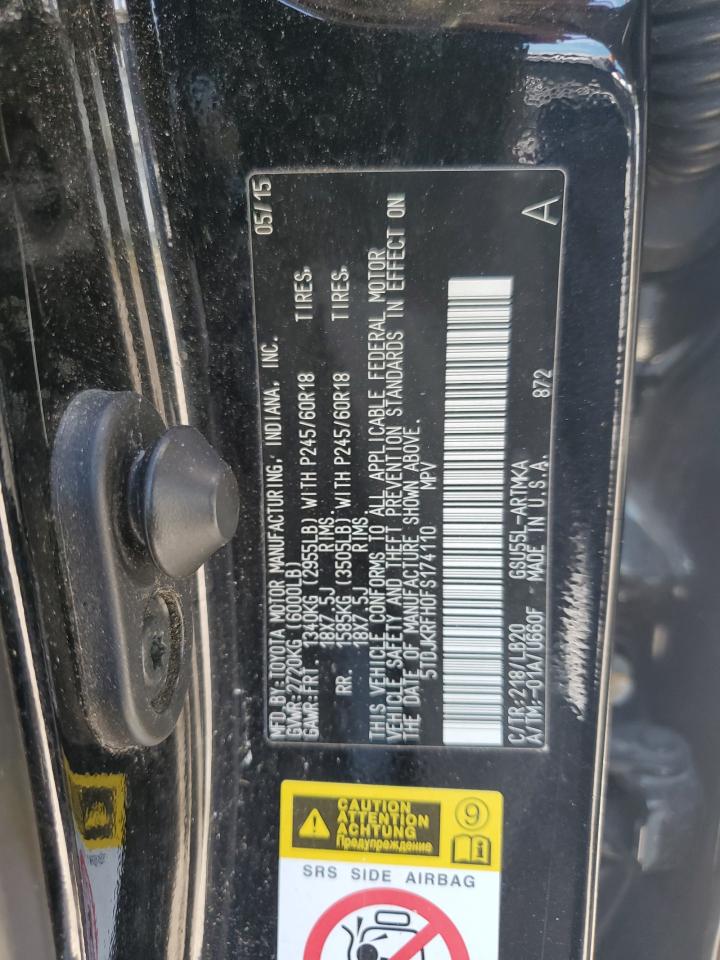 MFD.BY:TOYOTA MOTOR MANUFACTURING, INDIANA, INC. 05/15
GVWR:2720KG (6000LB)
GAWR:FRT. 1340KG (2955LB) WITH P245/60R18 TIRES,
18X7.5J RIMS.
RR. 1585KG (3505LB) WITH P245/60R18 TIRES,
18X7.5J RIMS.
THIS VEHICLE CONFORMS TO ALL APPLICABLE FEDERAL MOTOR
VEHICLE SAFETY AND THEFT PREVENTION STANDARDS IN EFFECT ON
THE DATE OF MANUFACTURE SHOWN ABOVE.
5TDJKRFH0FS174110 MPV
C/TR:218/LB20 GSU55L-ARTMKA 872
A/TM:-01A/U660F MADE IN U.S.A. A
CAUTION
ATTENTION
ACHTUNG
Предупреждение
9
SRS SIDE AIRBAG